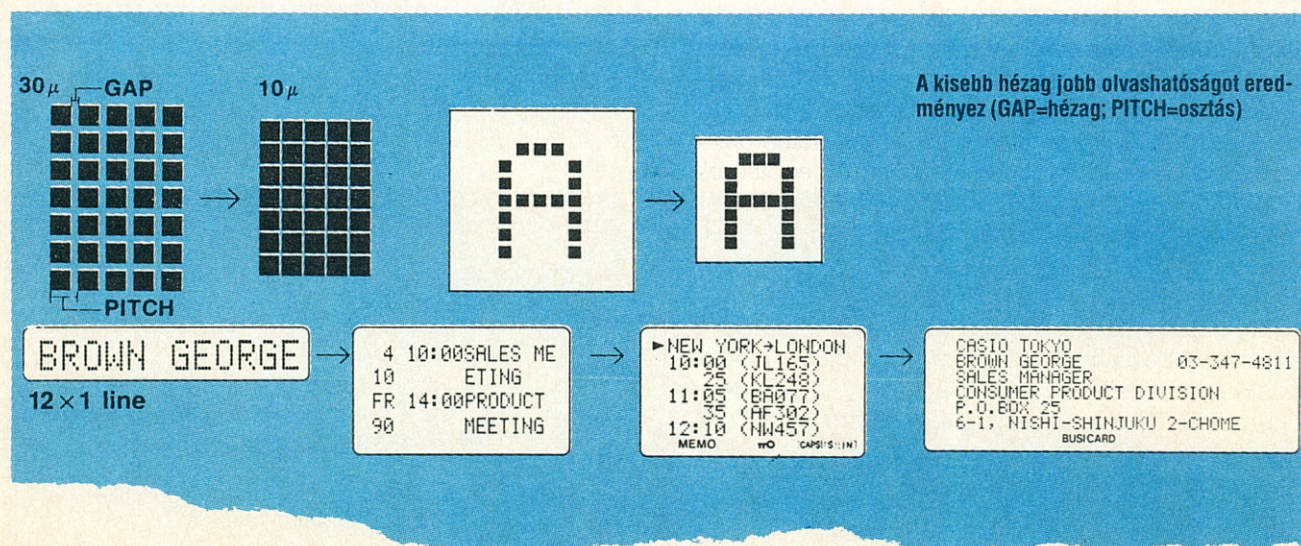 30μ GAP
10μ
A kisebb hézag jobb olvashatóságot ered-
ményez (GAP=hézag; PITCH=osztás)
A
A
PITCH
BROWN GEORGE
12×1 line
4 10:00SALES ME
10 ETING
FR 14:00PRODUCT
90 MEETING
►NEW YORK→LONDON
10:00 (JL165)
25 (KL248)
11:05 (BA077)
35 (AF302)
12:10 (NW457)
MEMO CAPS
CASIO TOKYO
BROWN GEORGE 03-347-4811
SALES MANAGER
CONSUMER PRODUCT DIVISION
P.O.BOX 25
6-1, NISHI-SHINJUKU 2-CHOME
BUSICARD